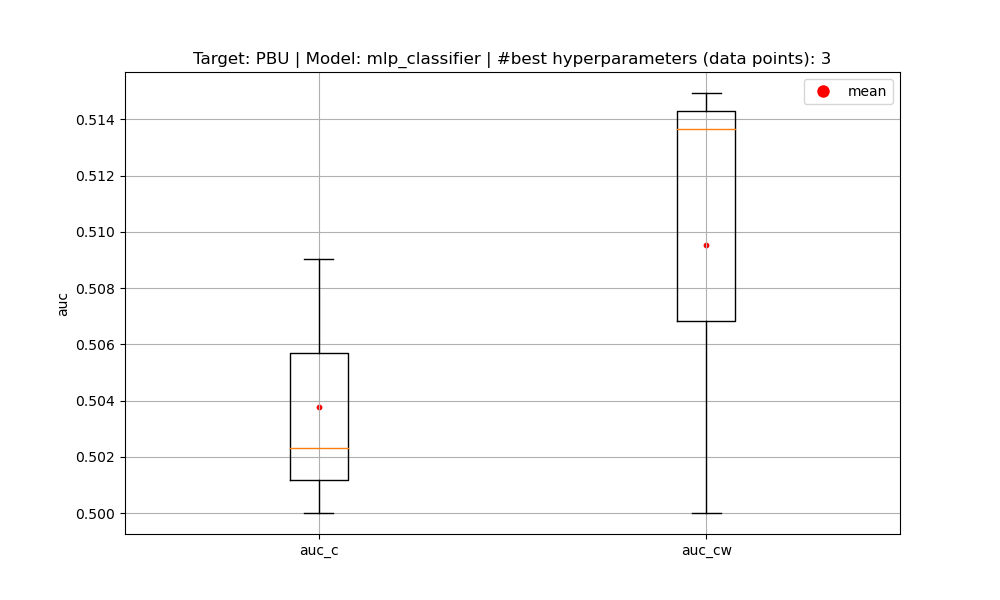 Target: PBU | Model: mlp_classifier | #best hyperparameters (data points): 3
mean
0.514
0.512
0.510
0.508
0.506
0.504
0.502
0.500
auc
auc_c
auc_cw